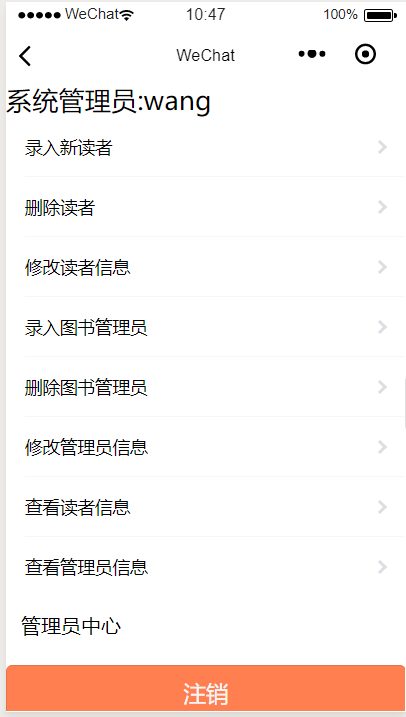 WeChat 10:47 100%
WeChat
系统管理员:wang
录入新读者
删除读者
修改读者信息
录入图书管理员
删除图书管理员
修改管理员信息
查看读者信息
查看管理员信息
管理员中心
注销